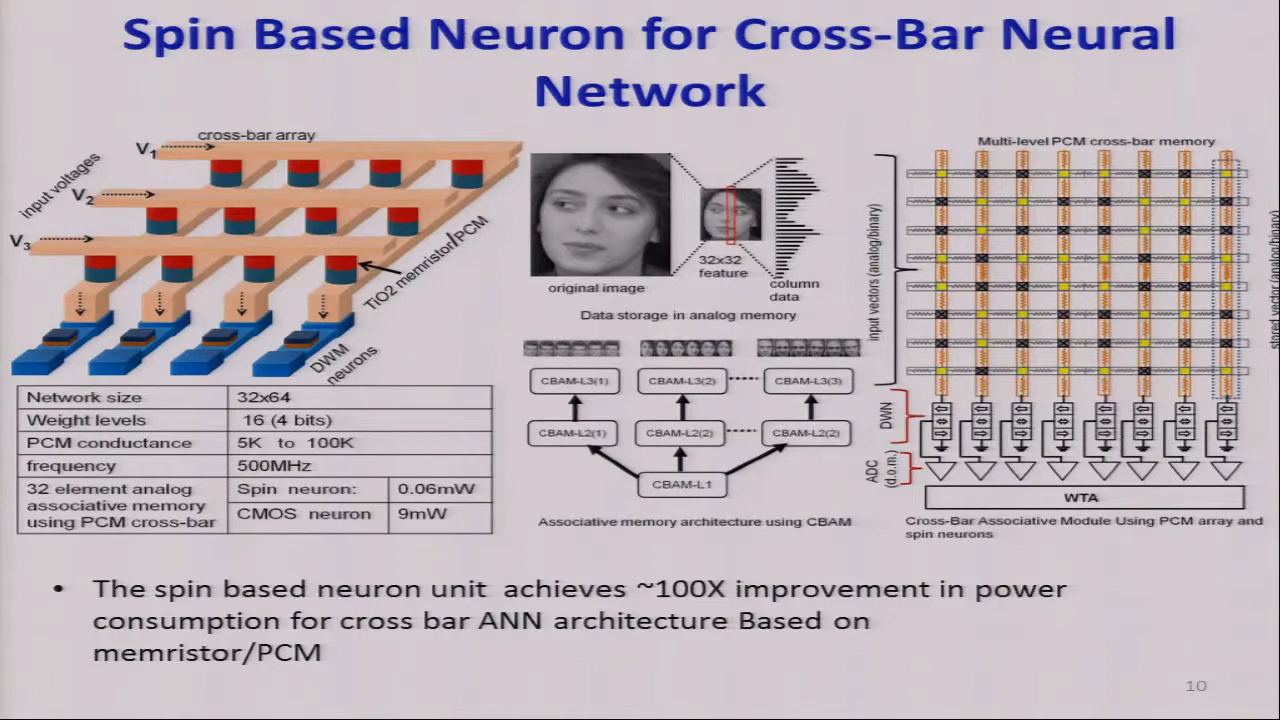 Spin Based Neuron for Cross-Bar Neural
Network
cross-bar array
V1
V2
V3
input voltages
TiO2 memristor/PCM
DWM
neurons
Network size 32x64
Weight levels 16 (4 bits)
PCM conductance 5K to 100K
frequency 500MHz
32 element analog
associative memory
using PCM cross-bar
Spin neuron: 0.06mW
CMOS neuron 9mW
original image
32x32
feature
column
data
Data storage in analog memory
CBAM-L3(1) CBAM-L3(2) CBAM-L3(3)
CBAM-L2(1) CBAM-L2(2) CBAM-L2(2)
CBAM-L1
Associative memory architecture using CBAM
Multi-level PCM cross-bar memory
input vectors (analog/binary)
stored vector (analog/binary)
DWN
ADC
(d.o.m.)
WTA
Cross-Bar Associative Module Using PCM array and
spin neurons
• The spin based neuron unit achieves ~100X improvement in power
consumption for cross bar ANN architecture Based on
memristor/PCM
10